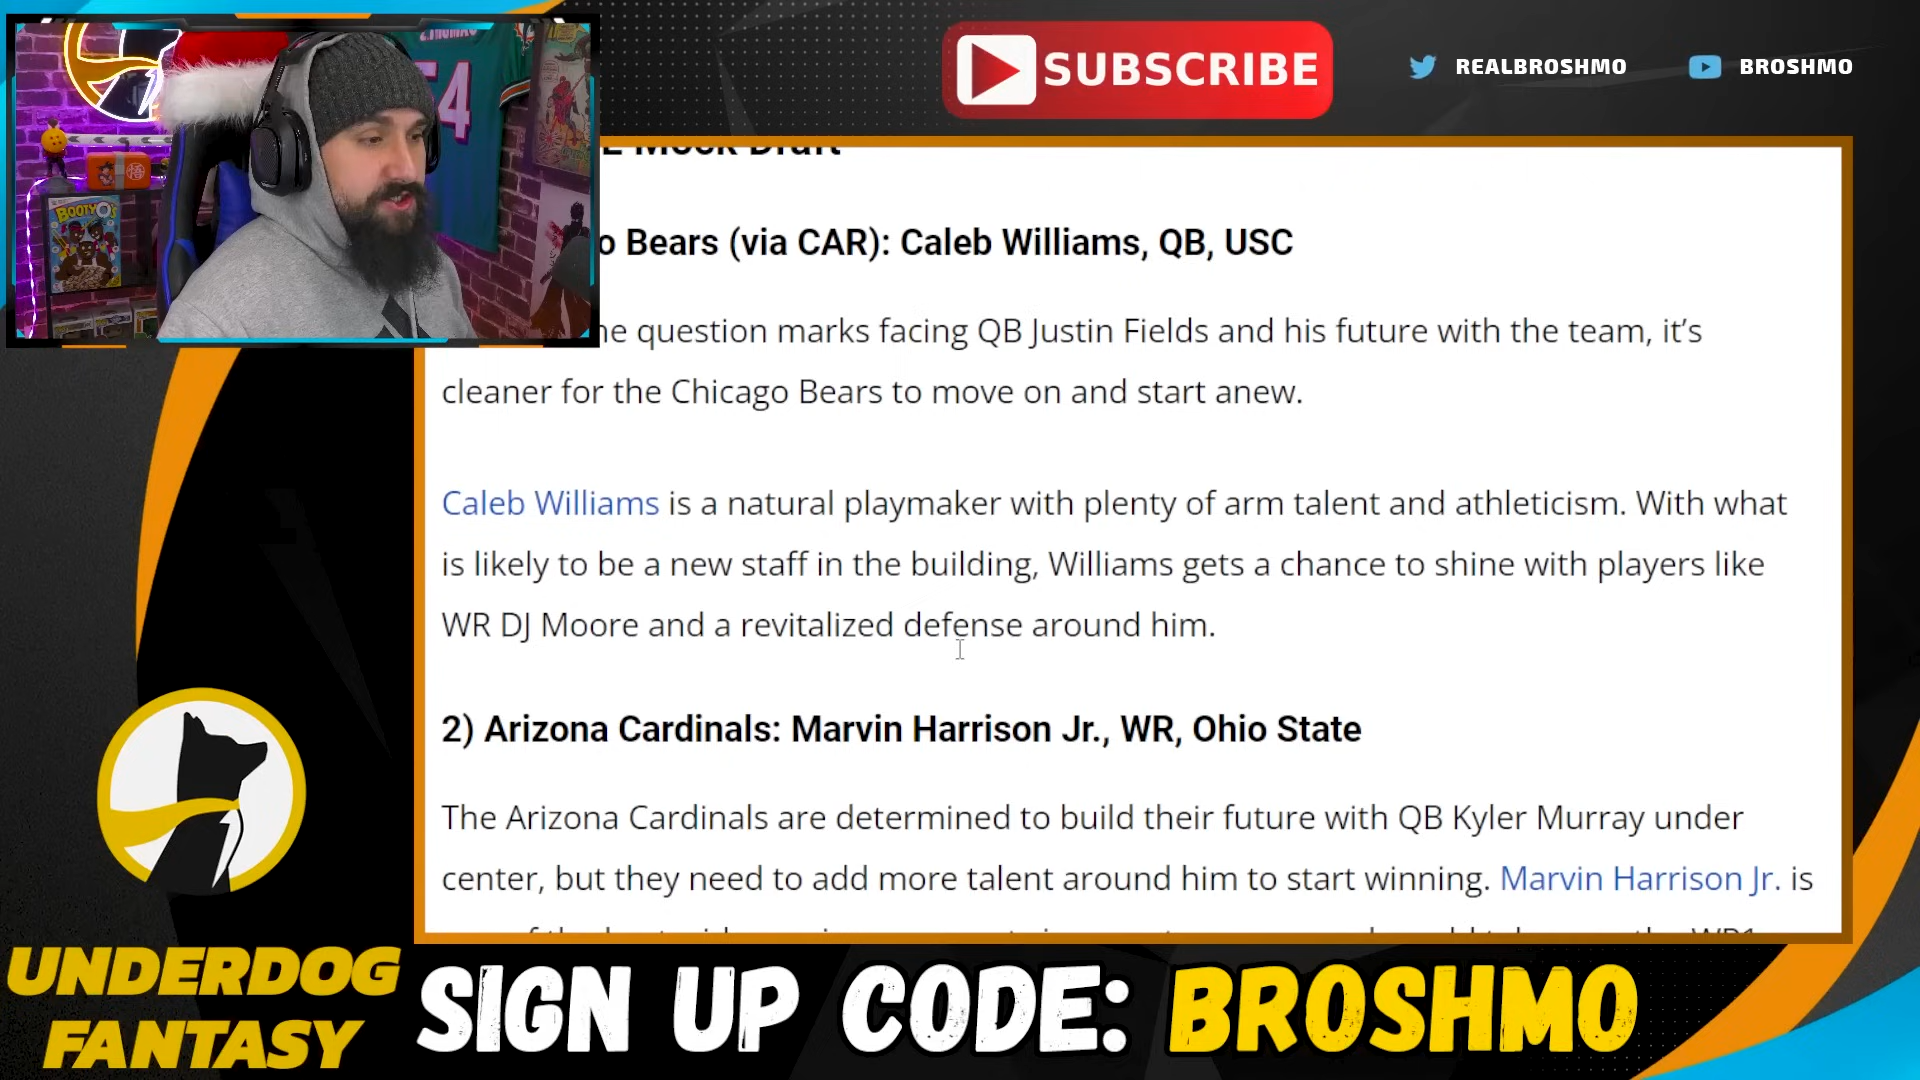 Z.THOMAS
54
BOOTYO'S
SUBSCRIBE
REALBROSHMO
BROSHMO
Mock Draft
o Bears (via CAR): Caleb Williams, QB, USC
he question marks facing QB Justin Fields and his future with the team, it’s
cleaner for the Chicago Bears to move on and start anew.
Caleb Williams is a natural playmaker with plenty of arm talent and athleticism. With what
is likely to be a new staff in the building, Williams gets a chance to shine with players like
WR DJ Moore and a revitalized defense around him.
2) Arizona Cardinals: Marvin Harrison Jr., WR, Ohio State
The Arizona Cardinals are determined to build their future with QB Kyler Murray under
center, but they need to add more talent around him to start winning. Marvin Harrison Jr. is
UNDERDOG
FANTASY
SIGN UP CODE: BROSHMO